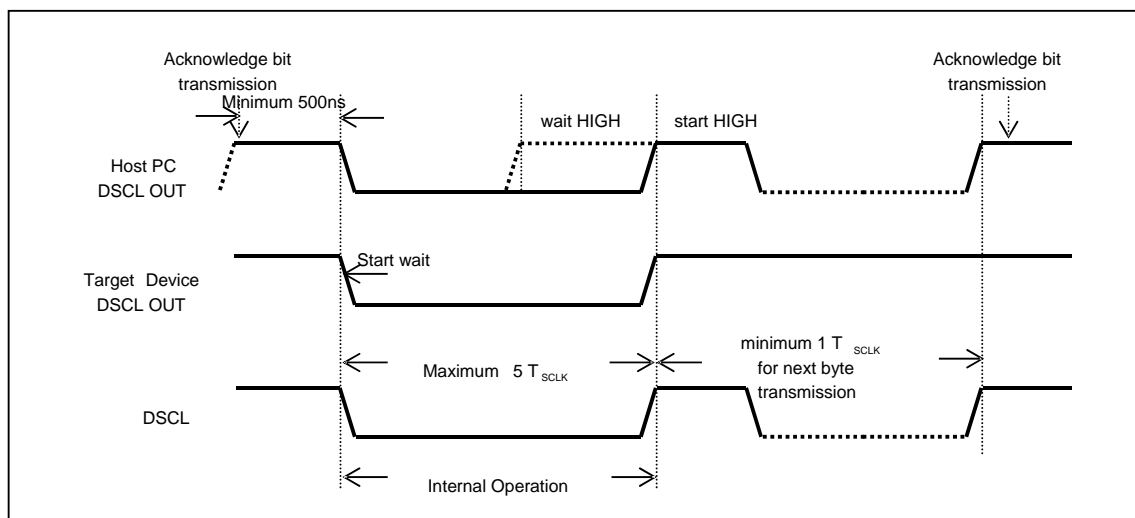 Acknowledge bit
transmission
Acknowledge bit
transmission
Minimum 500ns
wait HIGH
start HIGH
Host PC
DSCL OUT
Start wait
Target Device
DSCL OUT
minimum 1 T SCLK
for next byte
transmission
Maximum 5 T SCLK
DSCL
Internal Operation